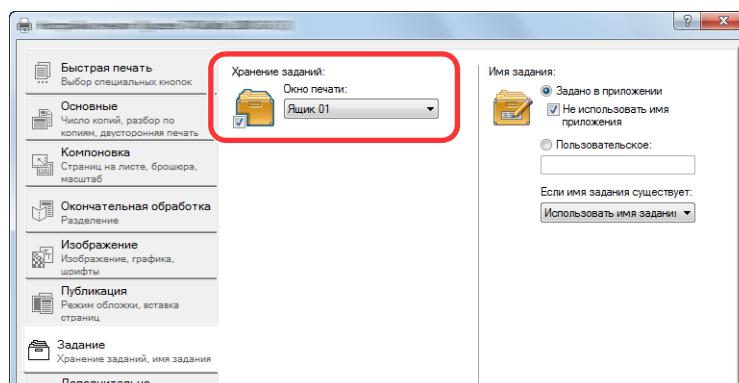 Быстрая печать
Выбор специальных кнопок
Основные
Число копий, разбор по
копиям, двусторонняя печать
Компоновка
Страниц на листе, брошюра,
масштаб
Окончательная обработка
Разделение
Изображение
Изображение, графика,
шрифты
Публикация
Режим обложки, вставка
страниц
Задание
Хранение заданий, имя задания
Дополнительно
Хранение заданий:
Окно печати:
Ящик 01
Имя задания:
Задано в приложении
Не использовать имя
приложения
Пользовательское:
Если имя задания существует:
Использовать имя задани